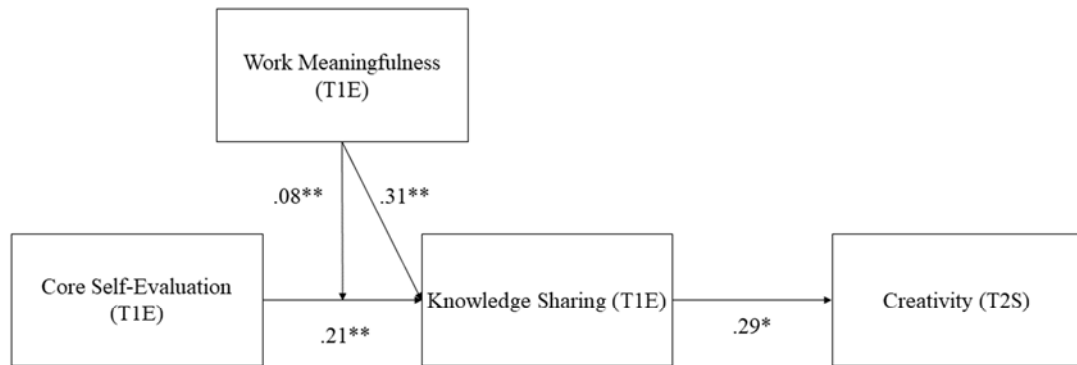 Work Meaningfulness
(T1E)
.08**
.31**
Core Self-Evaluation
(T1E)
Knowledge Sharing (T1E)
Creativity (T2S)
.21**
.29*